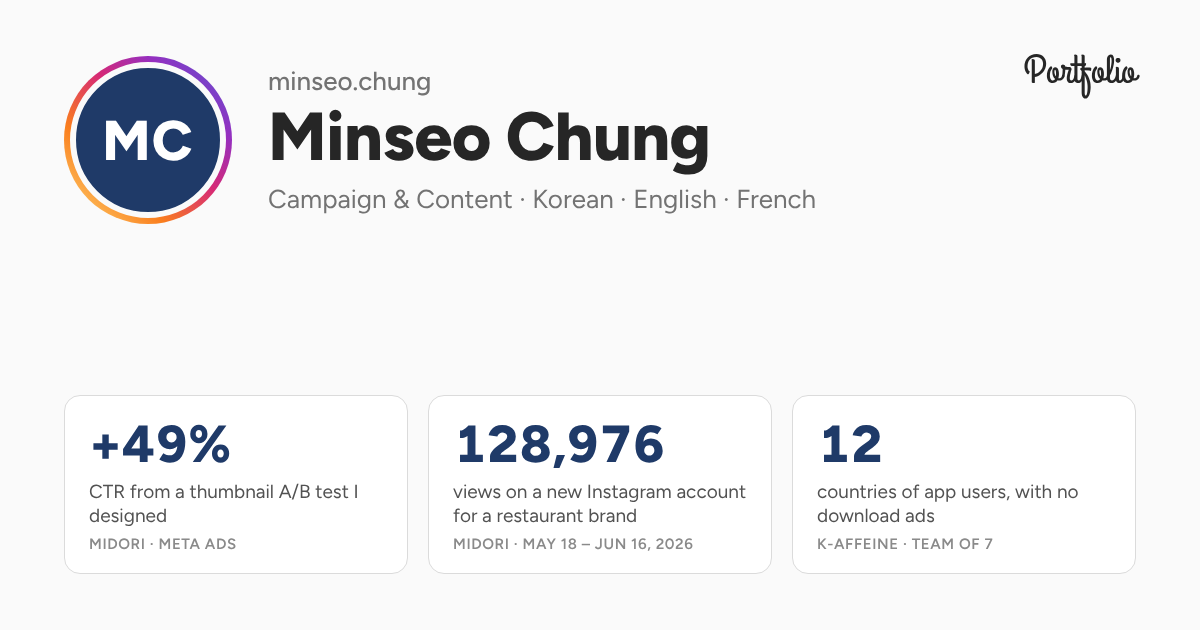 MC
minseo.chung
Minseo Chung
Campaign & Content · Korean · English · French
Portfolio
+49%
CTR from a thumbnail A/B test I
designed
MIDORI · META ADS
128,976
views on a new Instagram account
for a restaurant brand
MIDORI · MAY 18 – JUN 16, 2026
12
countries of app users, with no
download ads
K-AFFEINE · TEAM OF 7